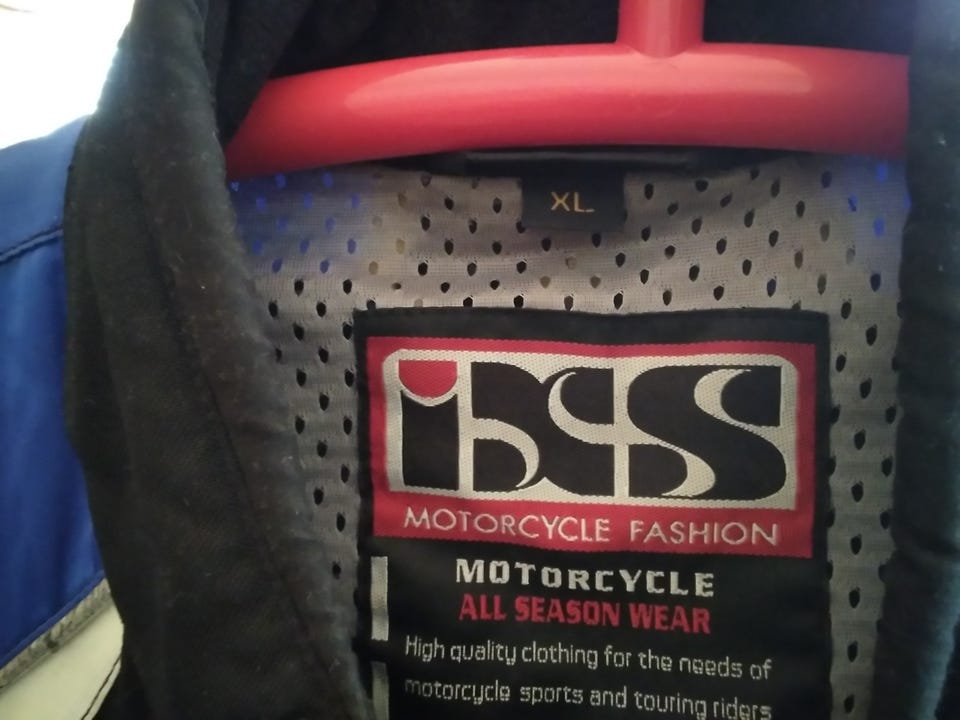 XL
iXS
MOTORCYCLE FASHION
MOTORCYCLE
ALL SEASON WEAR
High quality clothing for the needs of
motorcycle sports and touring riders